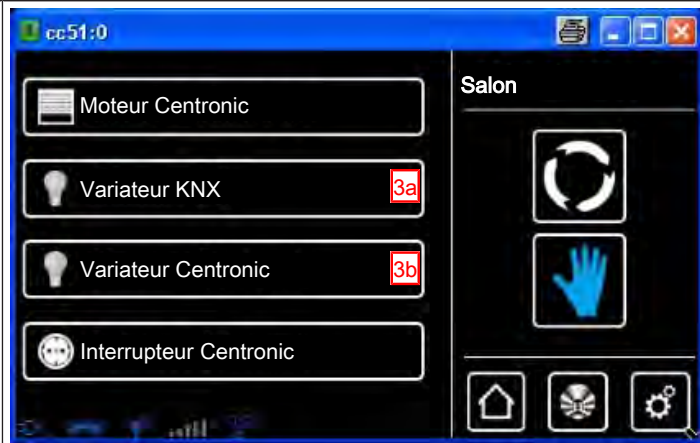 cc51:0
Salon
Moteur Centronic
Variateur KNX 3a
Variateur Centronic 3b
Interrupteur Centronic